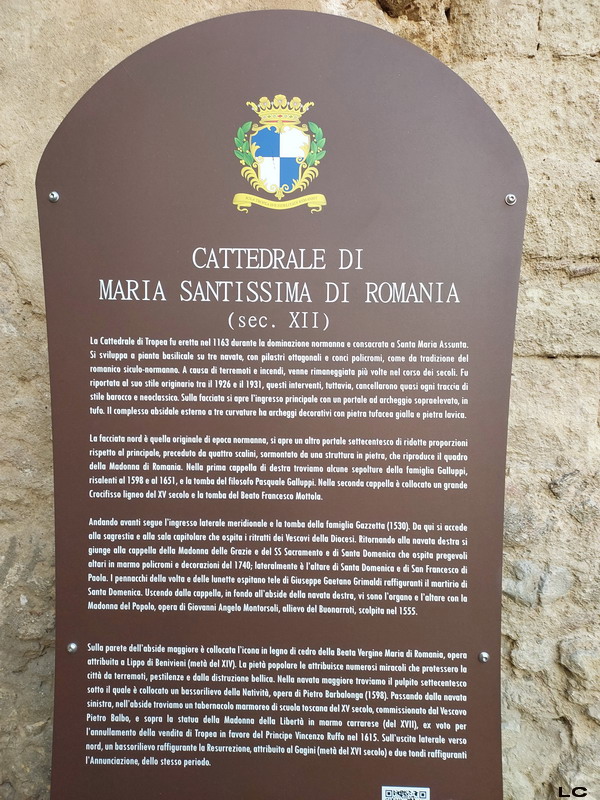 CATTEDRALE DI
MARIA SANTISSIMA DI ROMANIA
(sec. XII)
La Cattedrale di Tropea fu eretta nel 1163 durante la dominazione normanna e consacrata a Santa Maria Assunta.
Si sviluppa a pianta basilicale su tre navate, con pilastri ottagonali e conci policromi, come da tradizione del
romanico siculo-normanno. A causa di terremoti e incendi, venne rimaneggiata più volte nel corso dei secoli. Fu
riportata al suo stile originario tra il 1926 e il 1931, questi interventi, tuttavia, cancellarono quasi ogni traccia di
stile barocco e neoclassico. Sulla facciata si apre l'ingresso principale con un portale ad archeggio sopraelevato, in
tufo. Il complesso absidale esterno a tre curvature ha archeggi decorativi con pietra tufacea gialla e pietra lavica.
La facciata nord è quella originale di epoca normanna, si apre un altro portale settecentesco di ridotte proporzioni
rispetto al principale, preceduto da quattro scalini, sormontato da una struttura in pietra, che riproduce il quadro
della Madonna di Romania. Nella prima cappella di destra troviamo alcune sepolture della famiglia Galluppi,
risalenti al 1598 e al 1651, e la tomba del filosofo Pasquale Galluppi. Nella seconda cappella è collocato un grande
Crocifisso ligneo del XV secolo e la tomba del Beato Francesco Mottola.
Andando avanti segue l'ingresso laterale meridionale e la tomba della famiglia Gazzetta (1530). Da qui si accede
alla sagrestia e alla sala capitolare che ospita i ritratti dei Vescovi della Diocesi. Ritornando alla navata destra si
giunge alla cappella della Madonna delle Grazie e del SS Sacramento e di Santa Domenica che ospita pregevoli
altari in marmo policromi e decorazioni del 1740; lateralmente è l'altare di Santa Domenica e di San Francesco di
Paola. I pennacchi della volta e delle lunette ospitano tele di Giuseppe Gaetano Grimaldi raffiguranti il martirio di
Santa Domenica. Uscendo dalla cappella, in fondo all'abside della navata destra, vi sono l'organo e l'altare con la
Madonna del Popolo, opera di Giovanni Angelo Montorsoli, allievo del Buonarroti, scolpita nel 1555.
Sulla parete dell'abside maggiore è collocata l'icona in legno di cedro della Beata Vergine Maria di Romania, opera
attribuita a Lippo di Benivieni (metà del XIV). La pietà popolare le attribuisce numerosi miracoli che protessero la
città da terremoti, pestilenze e dalla distruzione bellica. Nella navata maggiore troviamo il pulpito settecentesco
sotto il quale è collocato un bassorilievo della Natività, opera di Pietro Barbalonga (1598). Passando dalla navata
sinistra, nell'abside troviamo un tabernacolo marmoreo di scuola toscana del XV secolo, commissionato dal Vescovo
Pietro Balbo, e sopra la statua della Madonna della Libertà in marmo carrarese (del XVII), ex voto per
l'annullamento della vendita di Tropea in favore del Principe Vincenzo Ruffo nel 1615. Sull'uscita laterale verso
nord, un bassorilievo raffigurante la Resurrezione, attribuito al Gagini (metà del XVI secolo) e due tondi raffiguranti
l'Annunciazione, dello stesso periodo.
LC